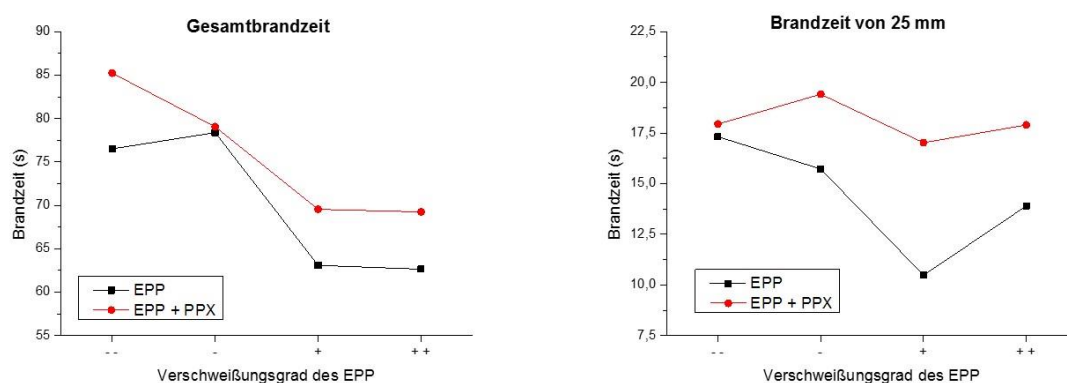 Gesamtbrandzeit
90
85
80
75
70
65
60
55
Brandzeit (s)
EPP
EPP + PPX
- -
-
+
+ +
Verschweißungsgrad des EPP
Brandzeit von 25 mm
22,5
20,0
17,5
15,0
12,5
10,0
7,5
Brandzeit (s)
EPP
EPP + PPX
- -
-
+
+ +
Verschweißungsgrad des EPP